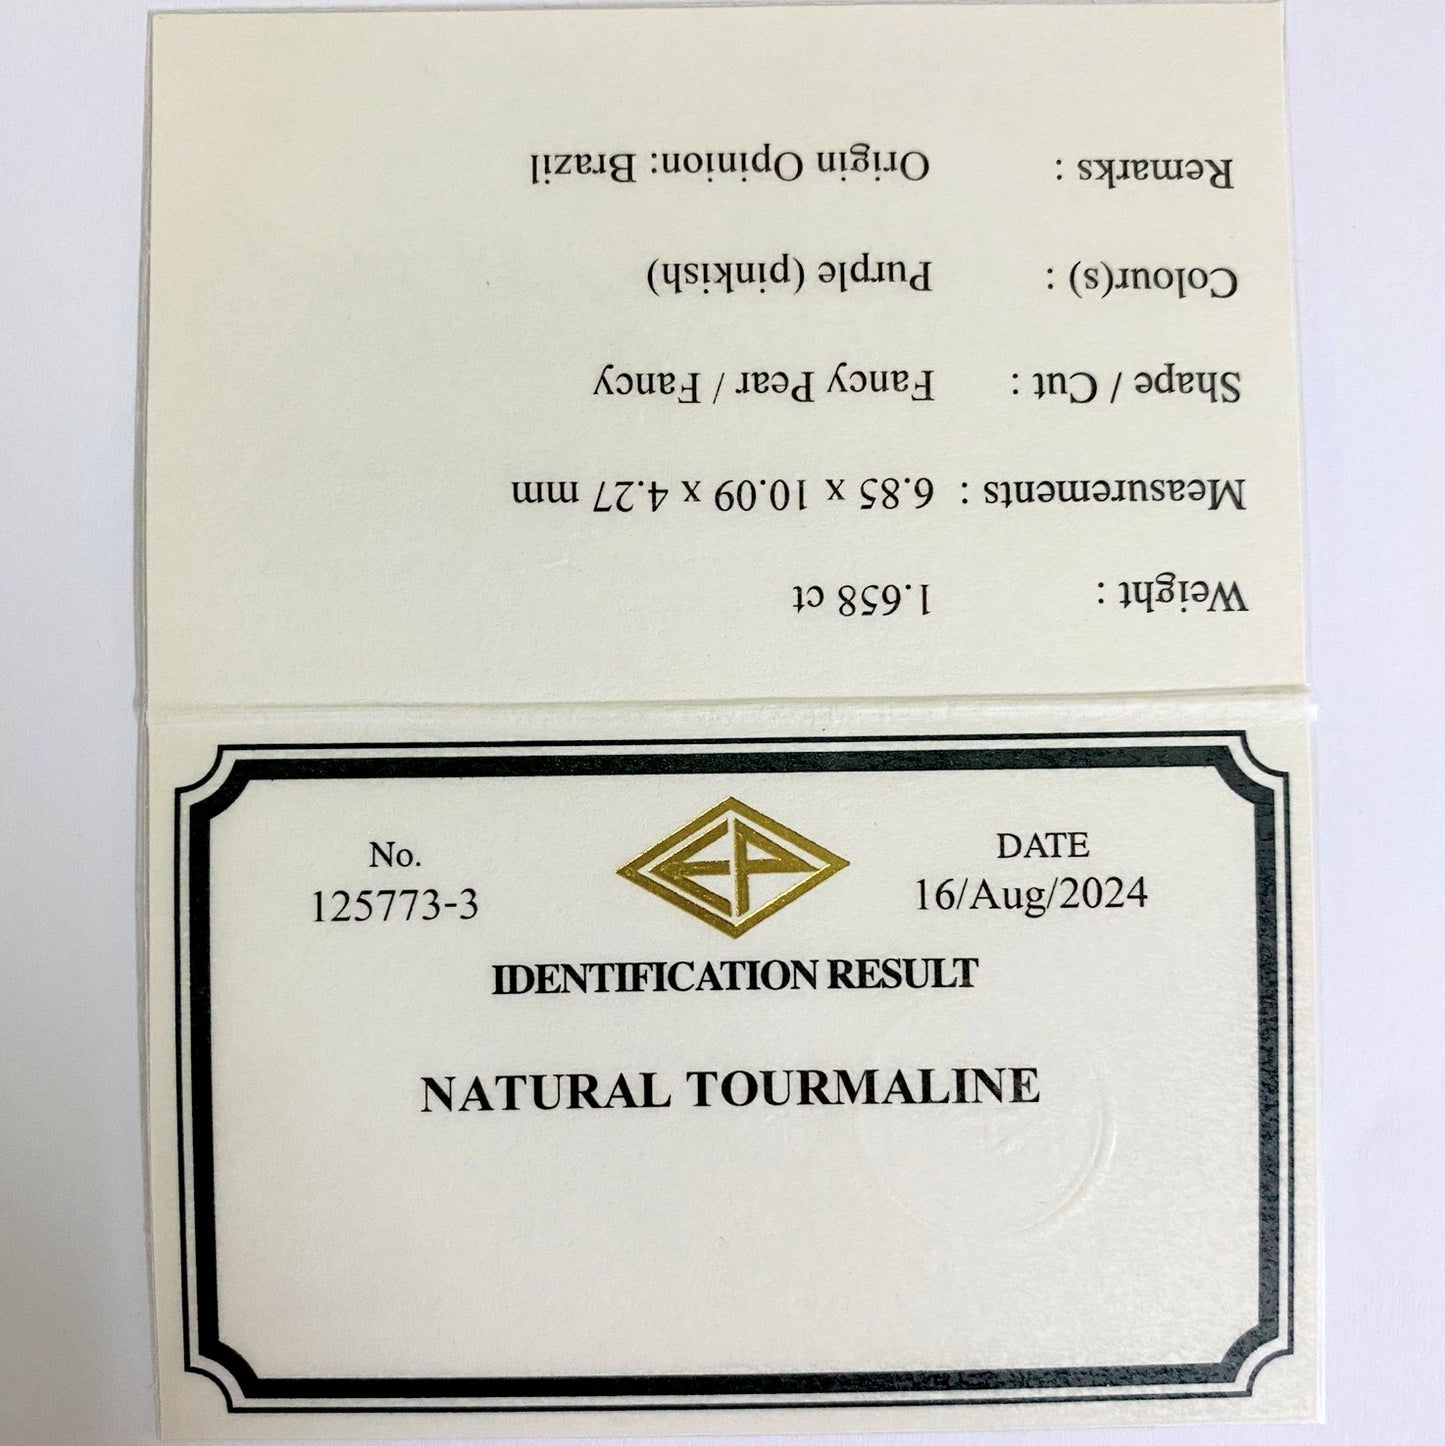 Weight : 1.658 ct
Measurements : 6.85 x 10.09 x 4.27 mm
Shape / Cut : Fancy Pear / Fancy
Colour(s) : Purple (pinkish)
Remarks : Origin Opinion: Brazil
No.
125773-3
EP
DATE
16/Aug/2024
IDENTIFICATION RESULT
NATURAL TOURMALINE